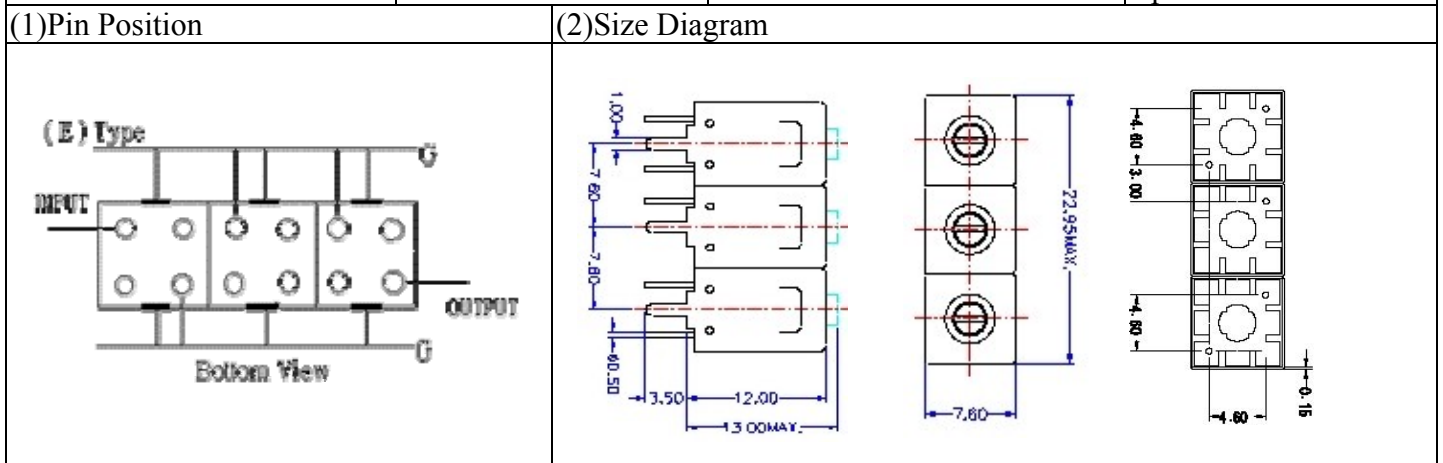 (1)Pin Position
(2)Size Diagram
(E) Type
G
INPUT
OUTPUT
G
Bottom View
1.00
7.60
7.60
ϕ0.50
3.50
12.00
13.00MAX.
22.95MAX.
7.60
4.60
3.00
4.60
0.15
4.60